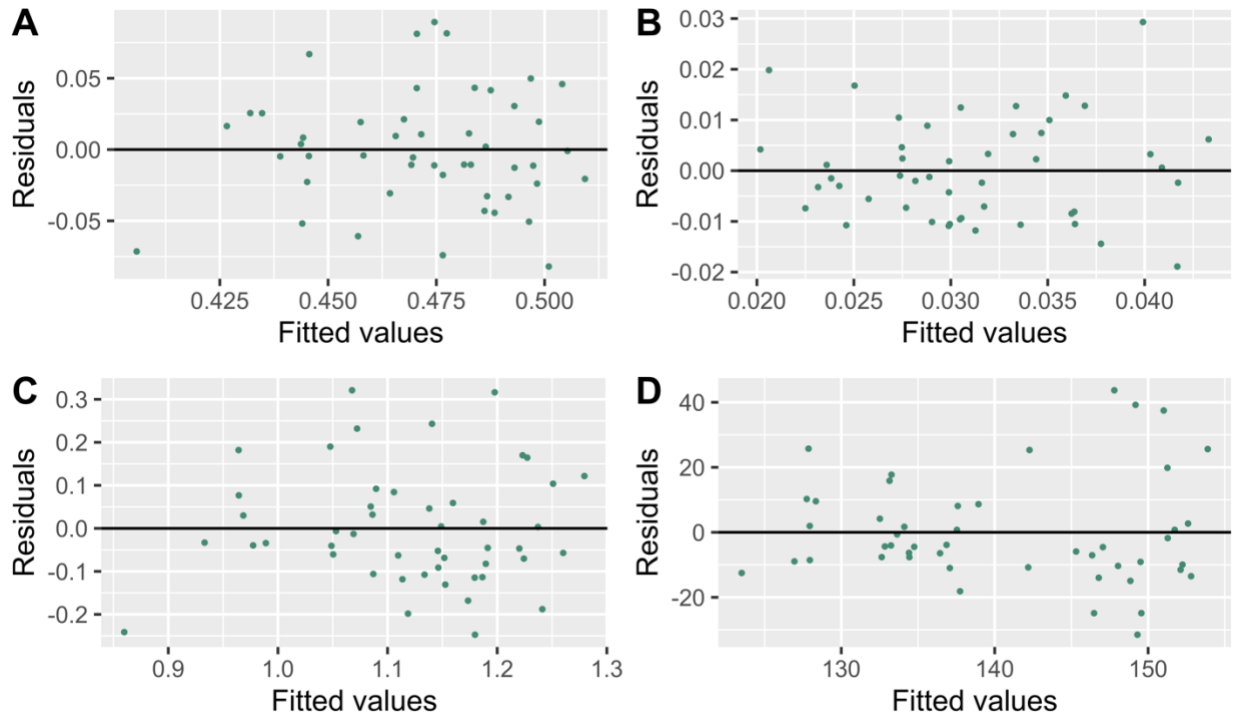 A
Residuals
0.05
0.00
-0.05
0.425 0.450 0.475 0.500
Fitted values
B
Residuals
0.03
0.02
0.01
0.00
-0.01
-0.02
0.020 0.025 0.030 0.035 0.040
Fitted values
C
Residuals
0.3
0.2
0.1
0.0
-0.1
-0.2
0.9 1.0 1.1 1.2 1.3
Fitted values
D
Residuals
40
20
0
-20
130 140 150
Fitted values